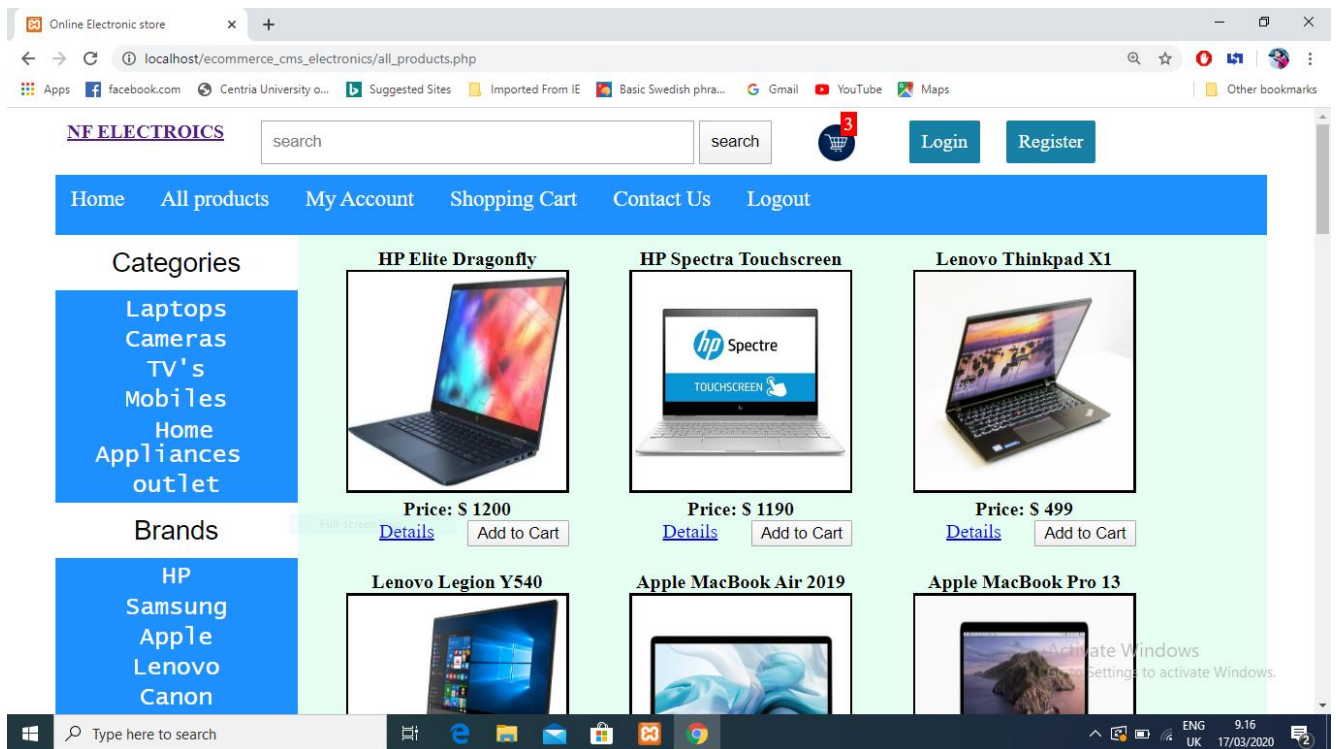 Online Electronic store
localhost/ecommerce_cms_electronics/all_products.php
Apps facebook.com Centria University o... Suggested Sites Imported From IE Basic Swedish phra... Gmail YouTube Maps Other bookmarks
NF ELECTROICS search search 3 Login Register
Home All products My Account Shopping Cart Contact Us Logout
Categories
Laptops
Cameras
TV's
Mobiles
Home
Appliances
outlet
Brands
HP
Samsung
Apple
Lenovo
Canon
HP Elite Dragonfly HP Spectra Touchscreen Lenovo Thinkpad X1
hp Spectre
TOUCHSCREEN
Price: $ 1200 Price: $ 1190 Price: $ 499
Full-screen
Details Add to Cart Details Add to Cart Details Add to Cart
Lenovo Legion Y540 Apple MacBook Air 2019 Apple MacBook Pro 13
Activate Windows
Go to Settings to activate Windows.
Type here to search
ENG 9.16
UK 17/03/2020 2